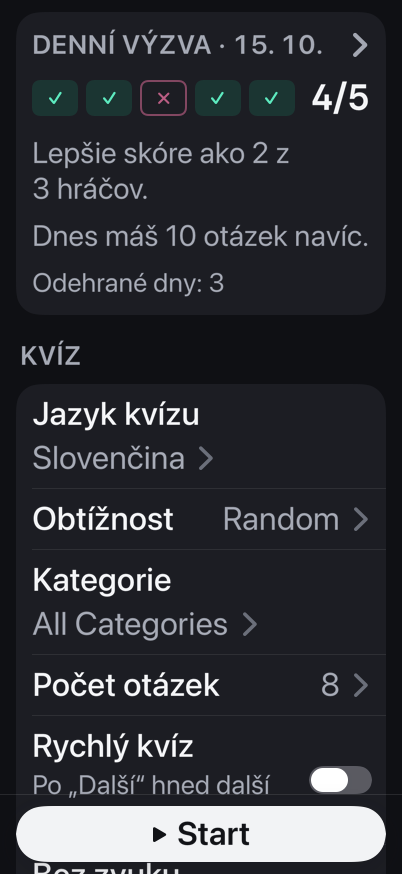 DENNÍ VÝZVA · 15. 10.
4/5
Lepšie skóre ako 2 z
3 hráčov.
Dnes máš 10 otázek navíc.
Odehrané dny: 3
KVÍZ
Jazyk kvízu
Slovenčina
Obtížnost Random
Kategorie
All Categories
Počet otázek 8
Rychlý kvíz
Po „Další“ hned další
Start
Bez zvuku